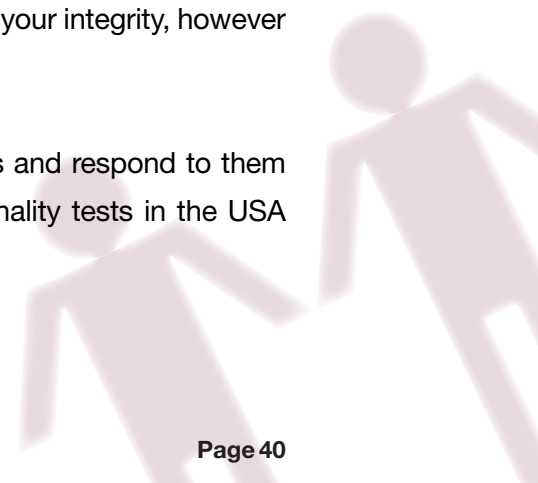 your integrity, however
and respond to them
nality tests in the USA
Page 40